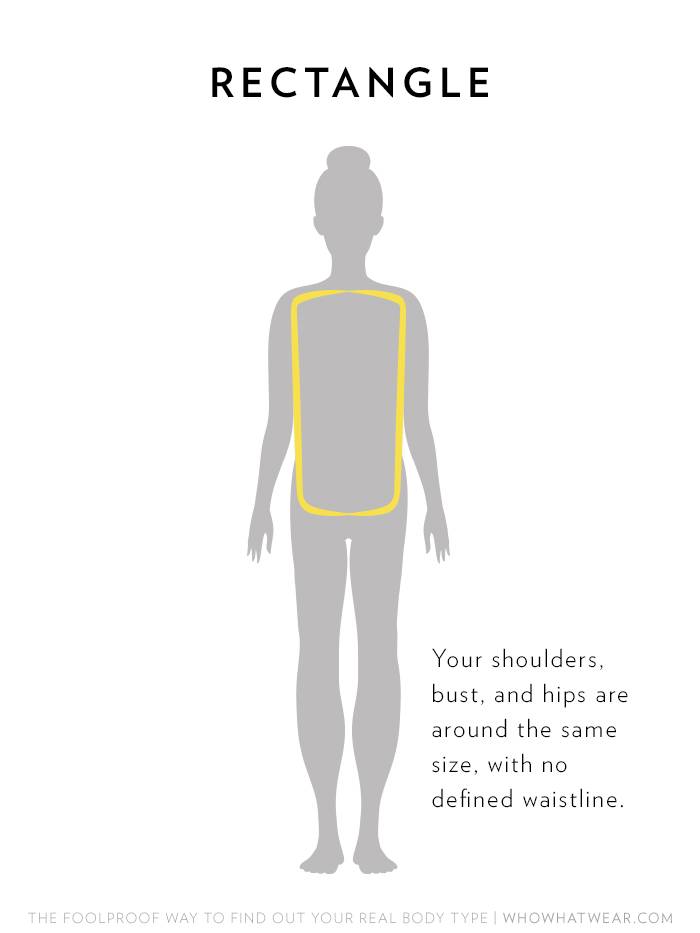 RECTANGLE
Your shoulders,
bust, and hips are
around the same
size, with no
defined waistline.
THE FOOLPROOF WAY TO FIND OUT YOUR REAL BODY TYPE | WHOWHATWEAR.COM